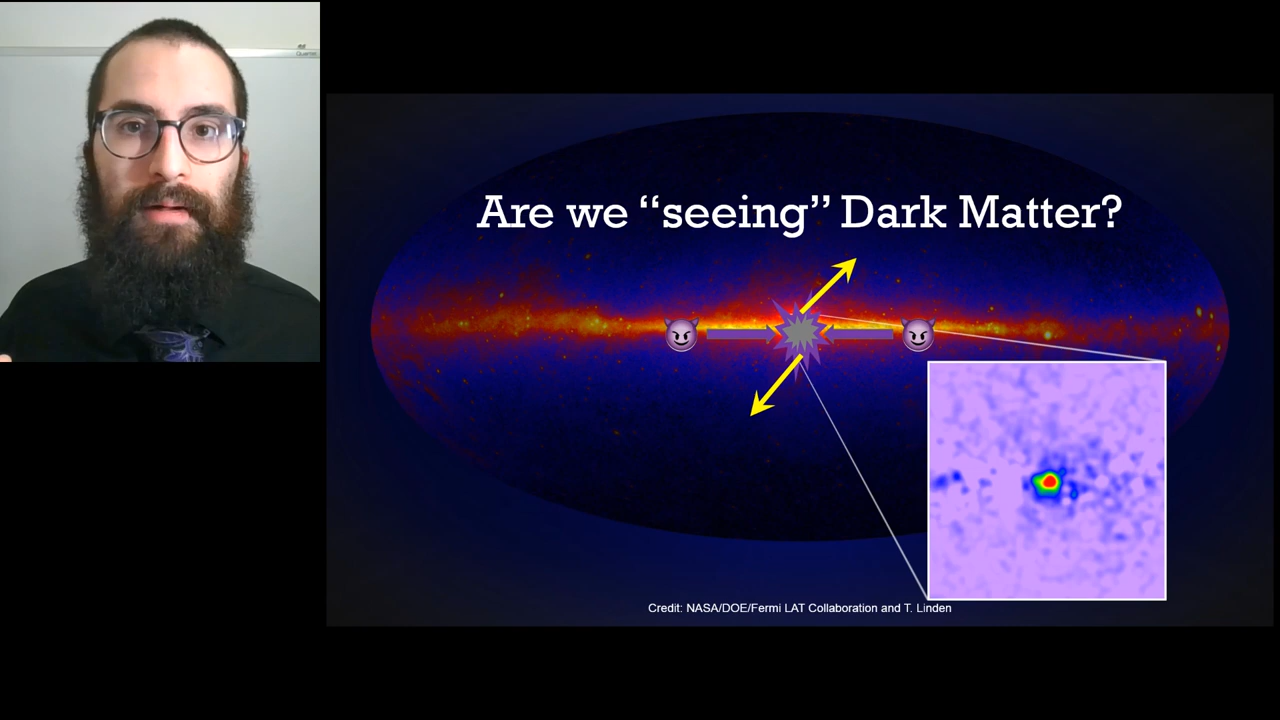 Are we “seeing” Dark Matter?
Credit: NASA/DOE/Fermi LAT Collaboration and T. Linden